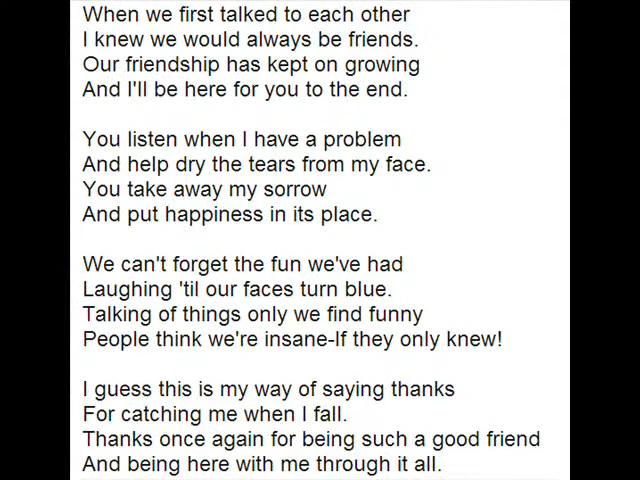 When we first talked to each other
I knew we would always be friends.
Our friendship has kept on growing
And I'll be here for you to the end.
You listen when I have a problem
And help dry the tears from my face.
You take away my sorrow
And put happiness in its place.
We can't forget the fun we've had
Laughing 'til our faces turn blue.
Talking of things only we find funny
People think we're insane-If they only knew!
I guess this is my way of saying thanks
For catching me when I fall.
Thanks once again for being such a good friend
And being here with me through it all.